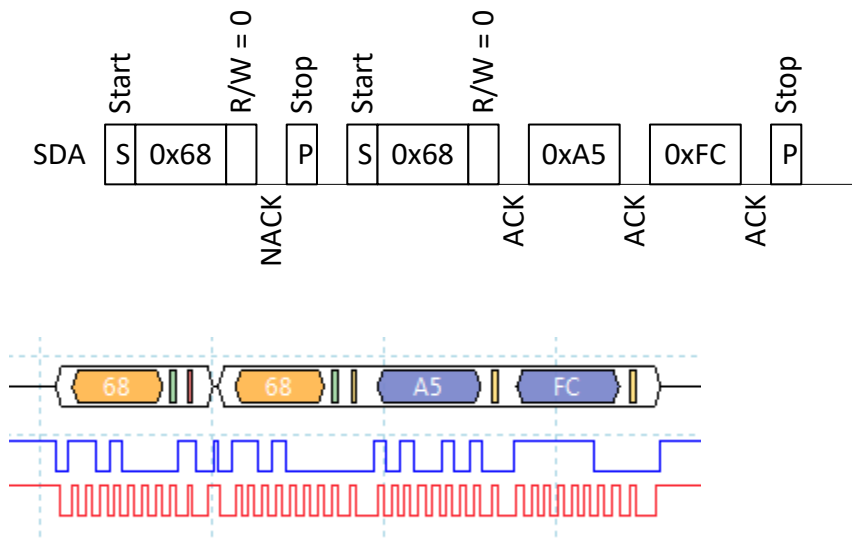 Start R/W = 0 Stop Start R/W = 0 Stop
SDA S 0x68 P S 0x68 0xA5 0xFC P
NACK ACK ACK ACK
68 68 A5 FC